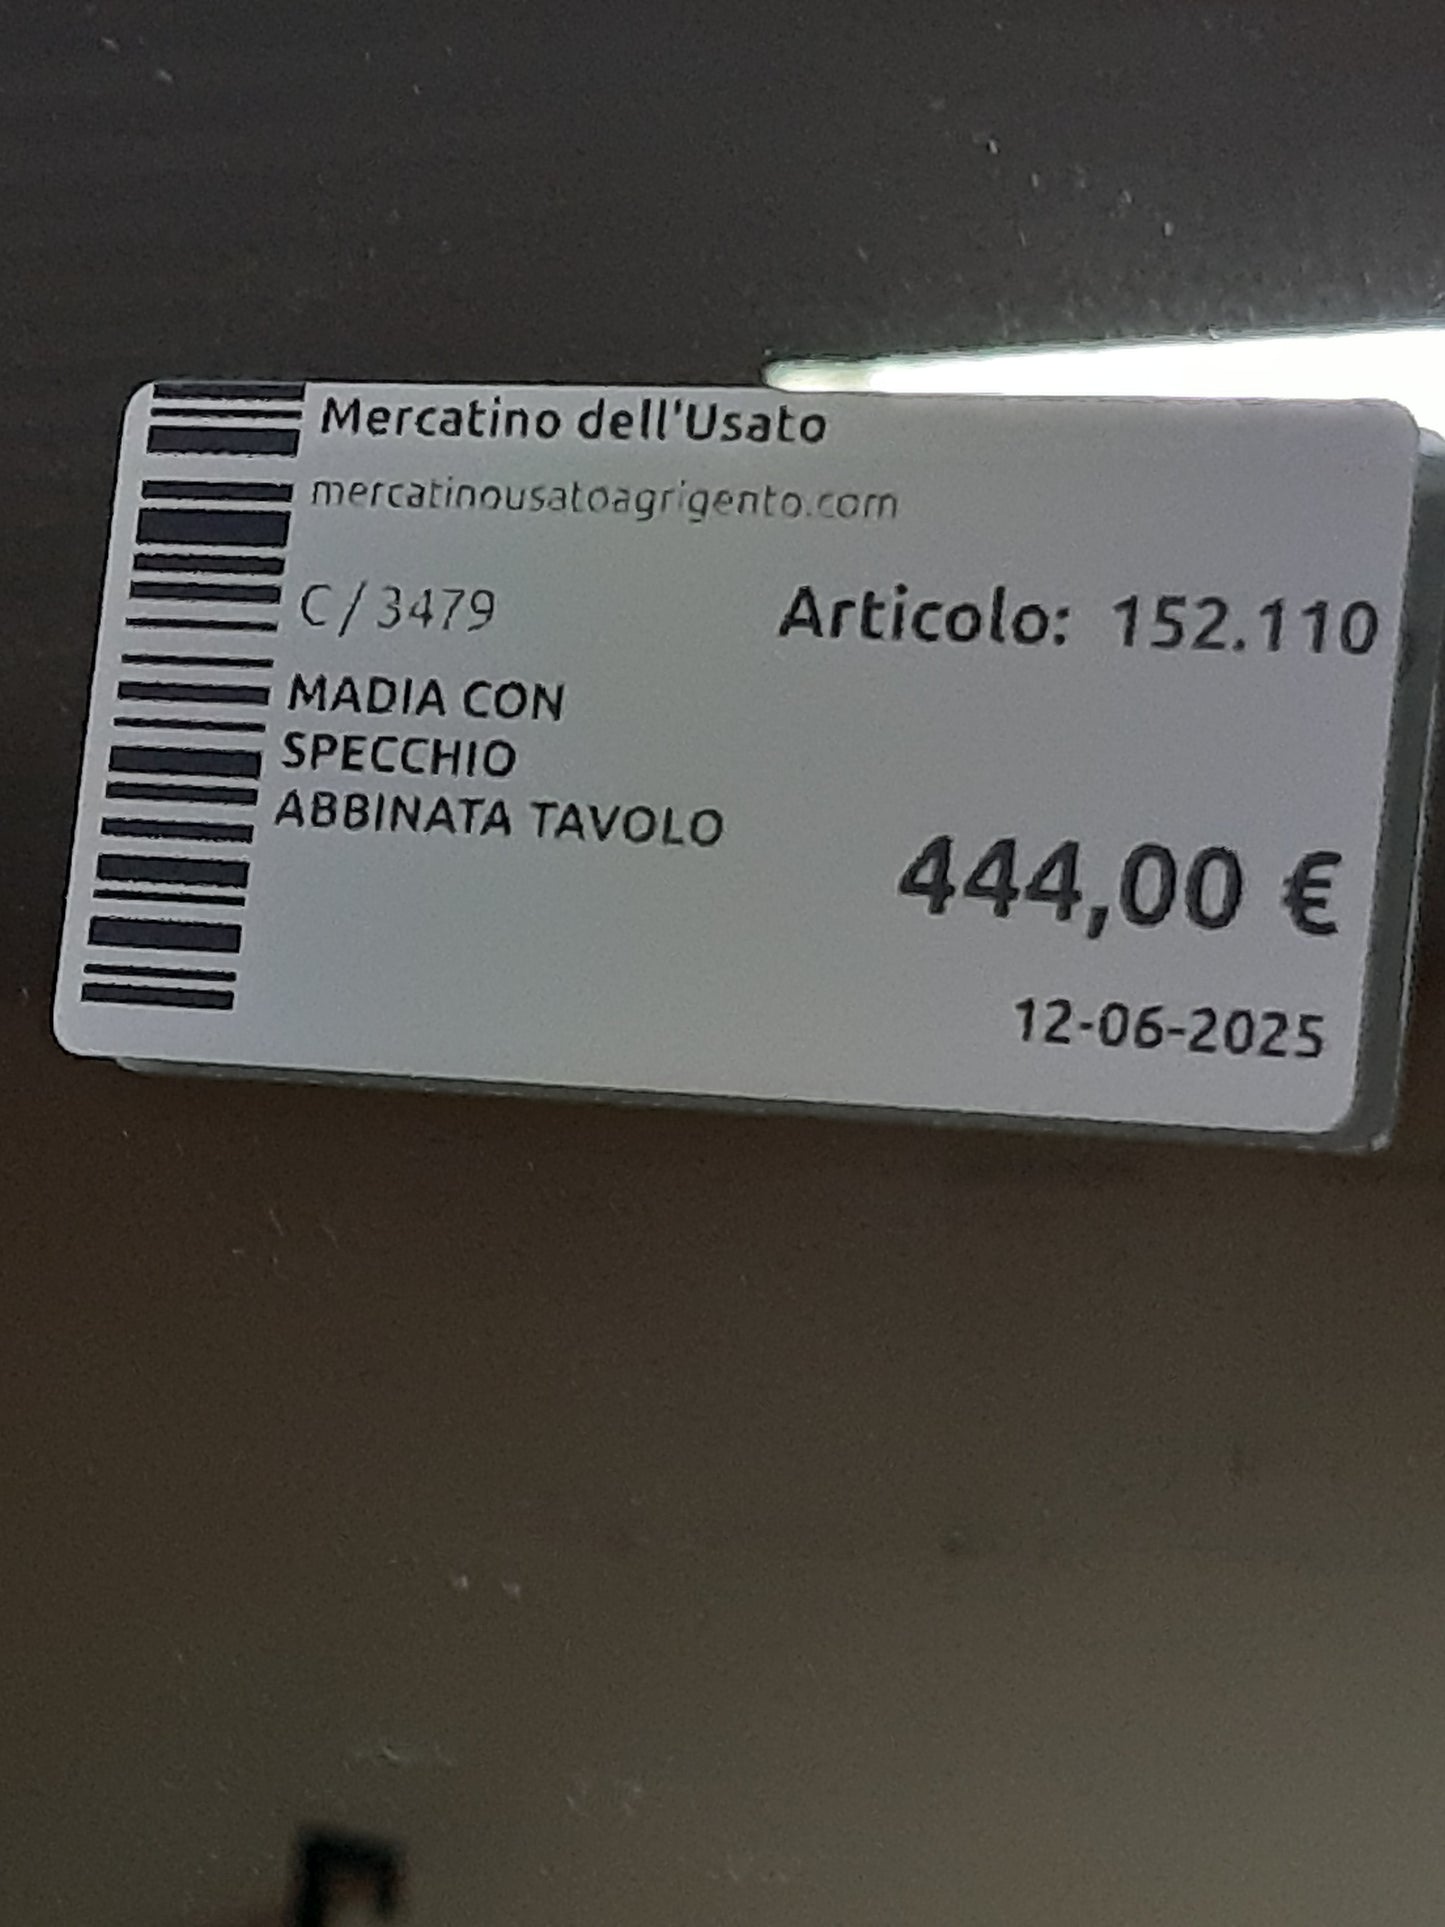 Mercatino dell'Usato
mercatinousatoagrigento.com
C/3479
Articolo: 152.110
MADIA CON
SPECCHIO
ABBINATA TAVOLO
444,00 €
12-06-2025